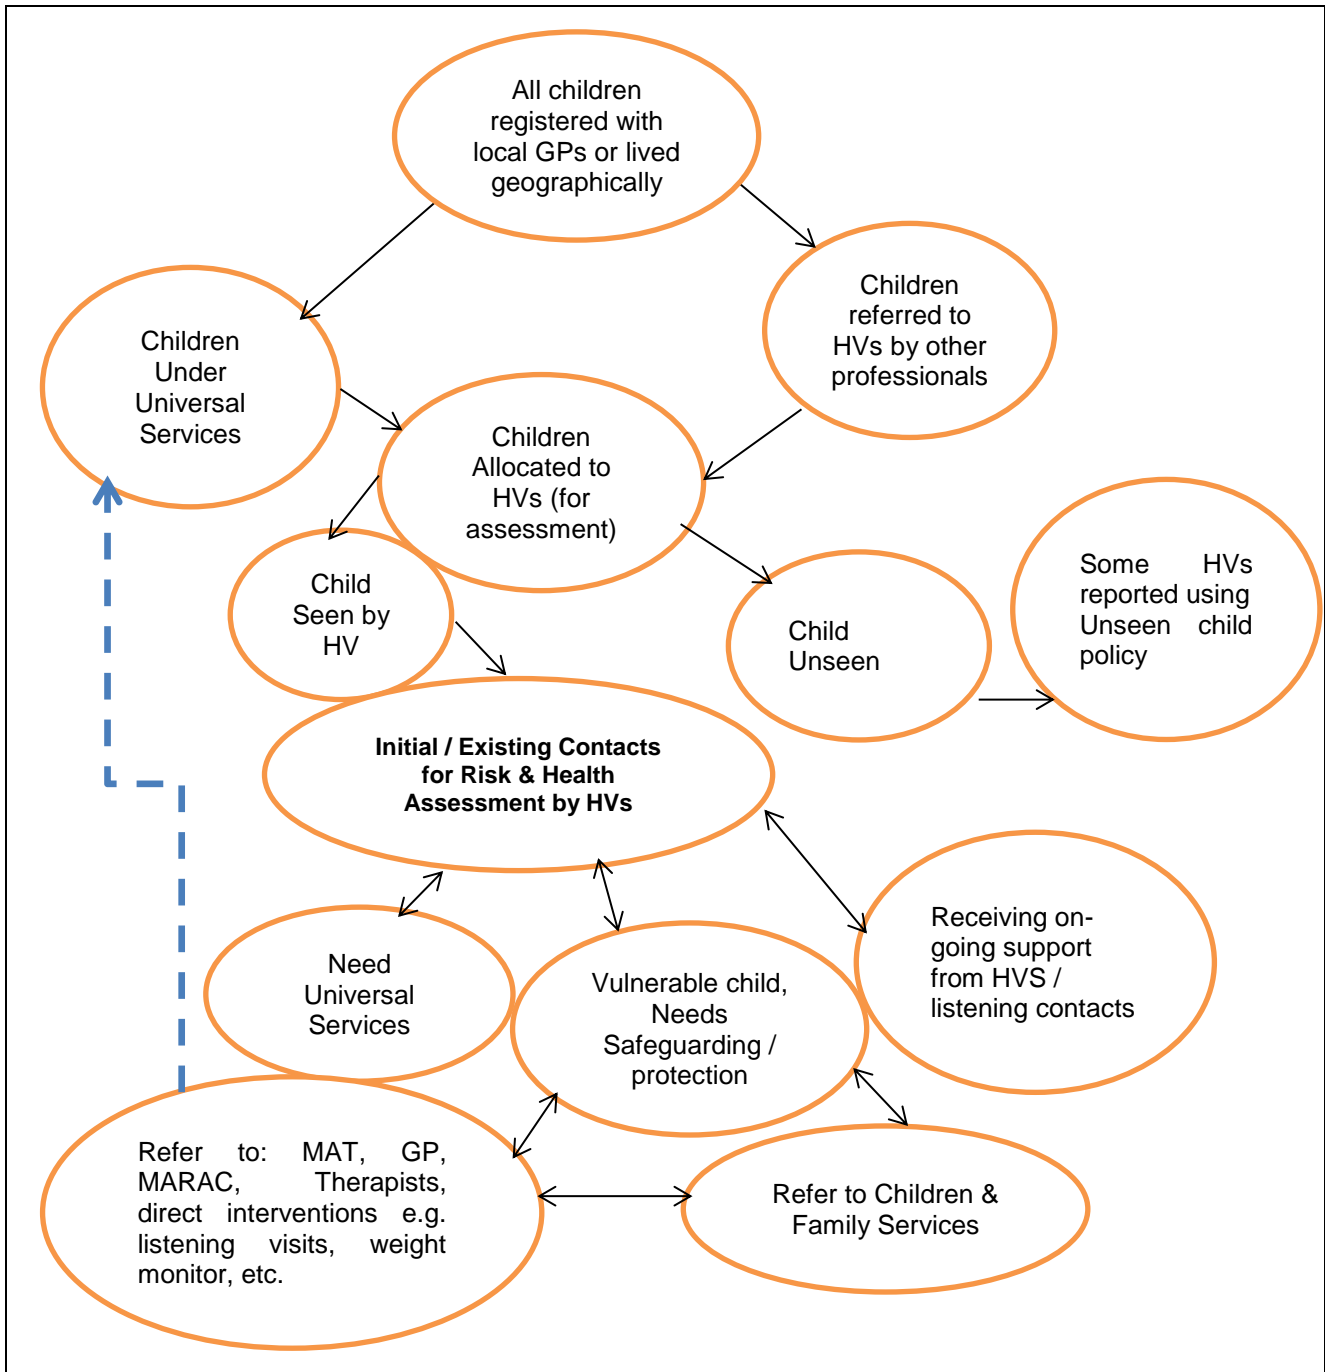 All children
registered with
local GPs or lived
geographically
Children
referred to
HVs by other
professionals
Children
Under
Universal
Services
Children
Allocated to
HVs (for
assessment)
Child
Seen by
HV
Child
Unseen
Some HVs
reported using
Unseen child
policy
Initial / Existing Contacts
for Risk & Health
Assessment by HVs
Need
Universal
Services
Vulnerable child,
Needs
Safeguarding /
protection
Receiving on-
going support
from HVS /
listening contacts
Refer to: MAT, GP,
MARAC, Therapists,
direct interventions e.g.
listening visits, weight
monitor, etc.
Refer to Children &
Family Services